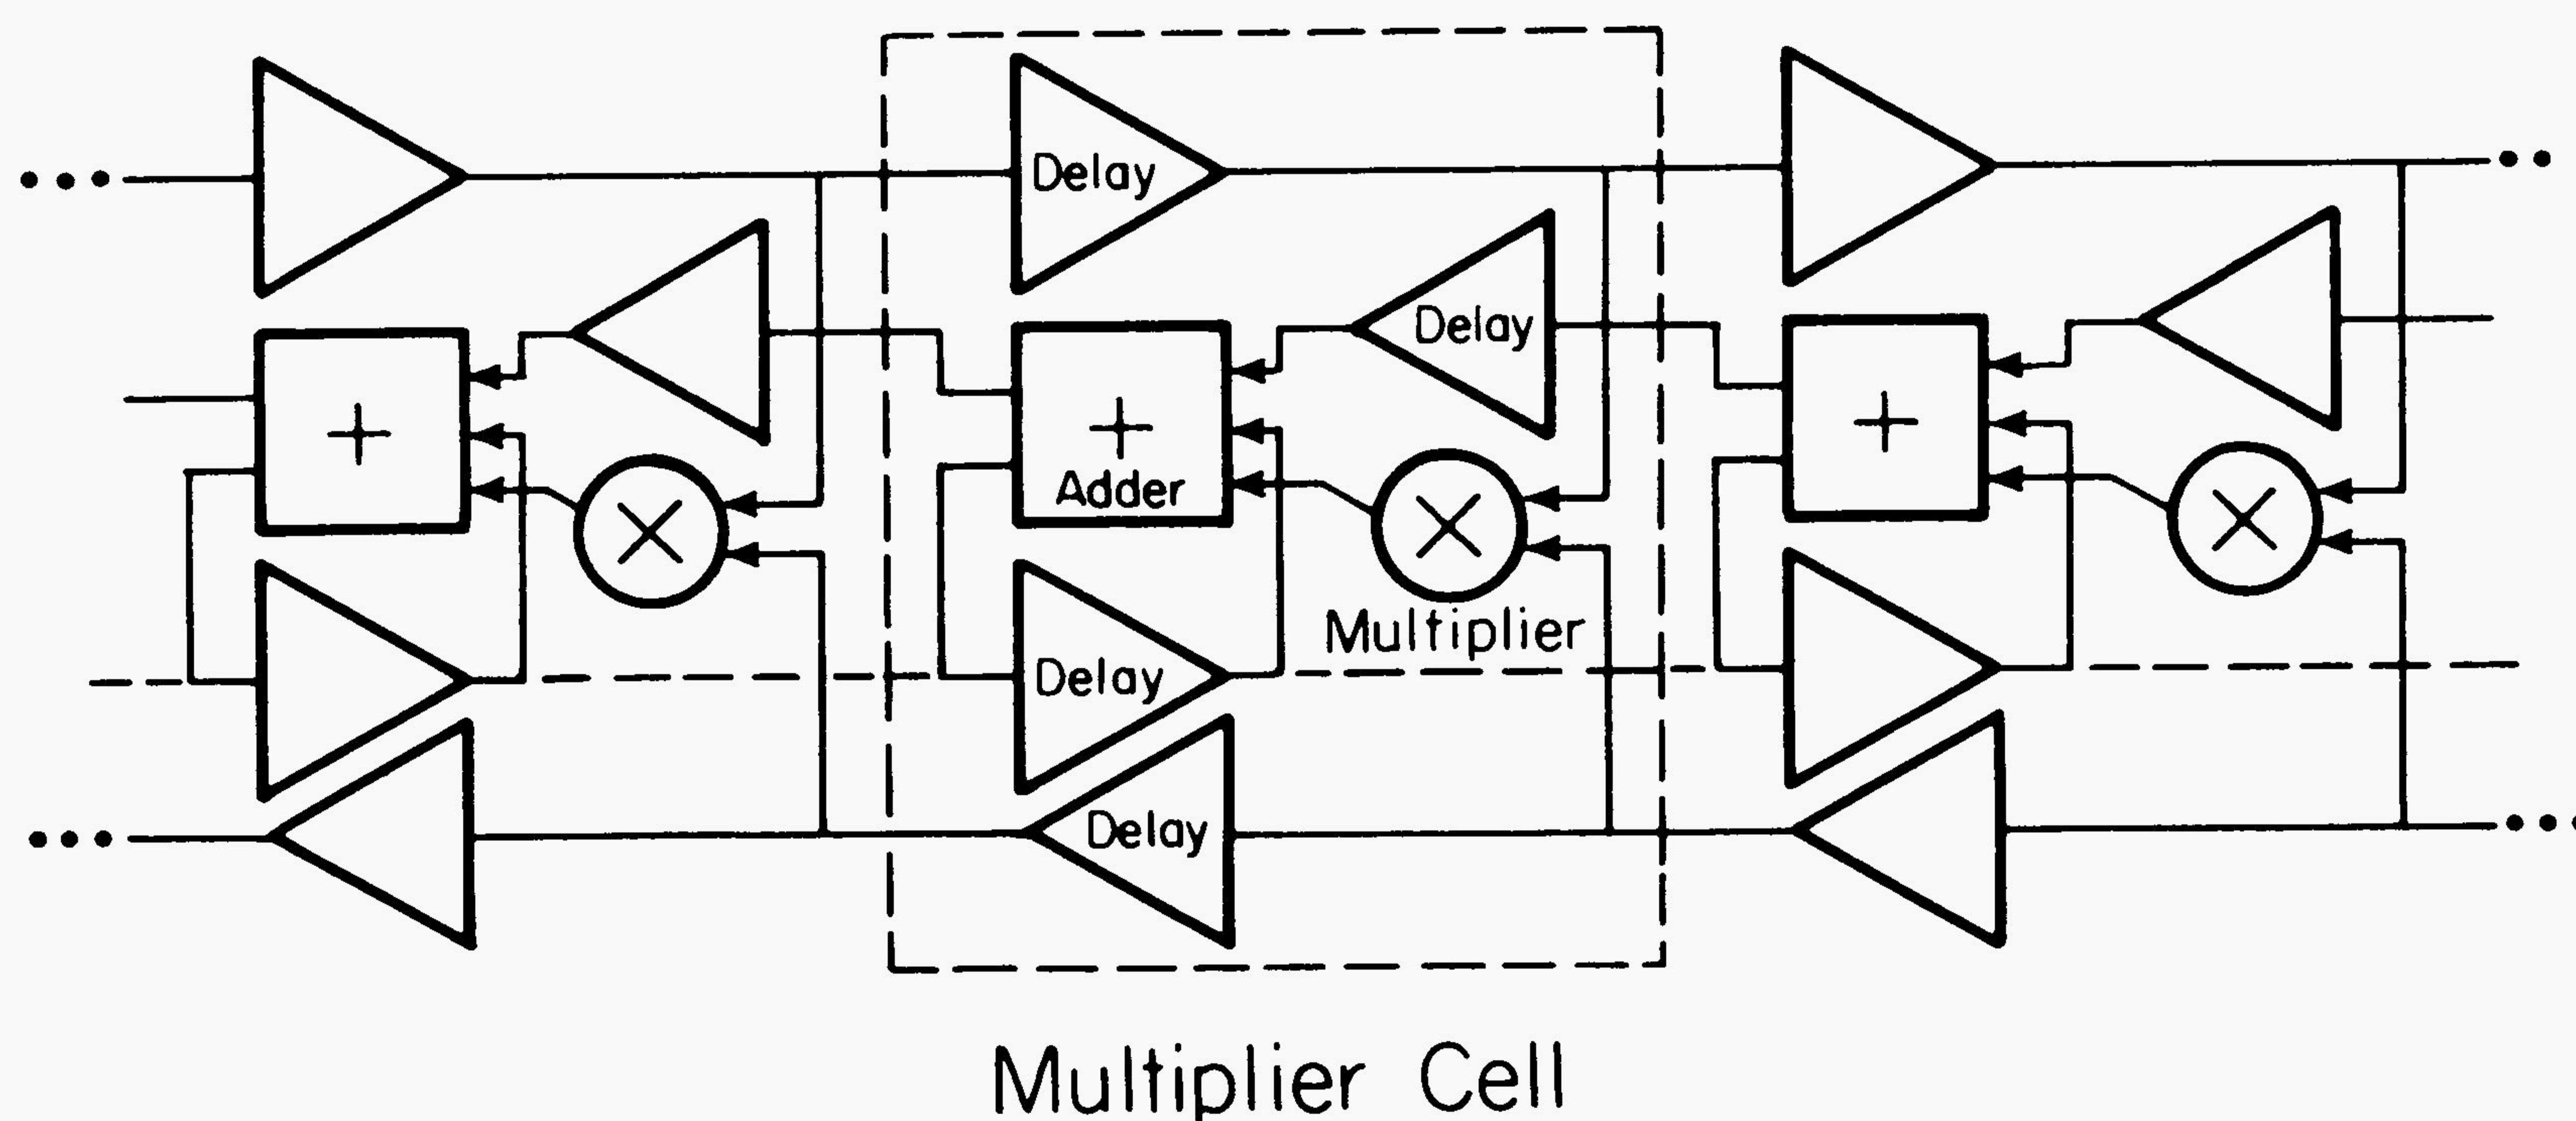 Delay
Delay
+
+
Adder
+
×
×
×
Multiplier
Delay
Delay
Multiplier Cell